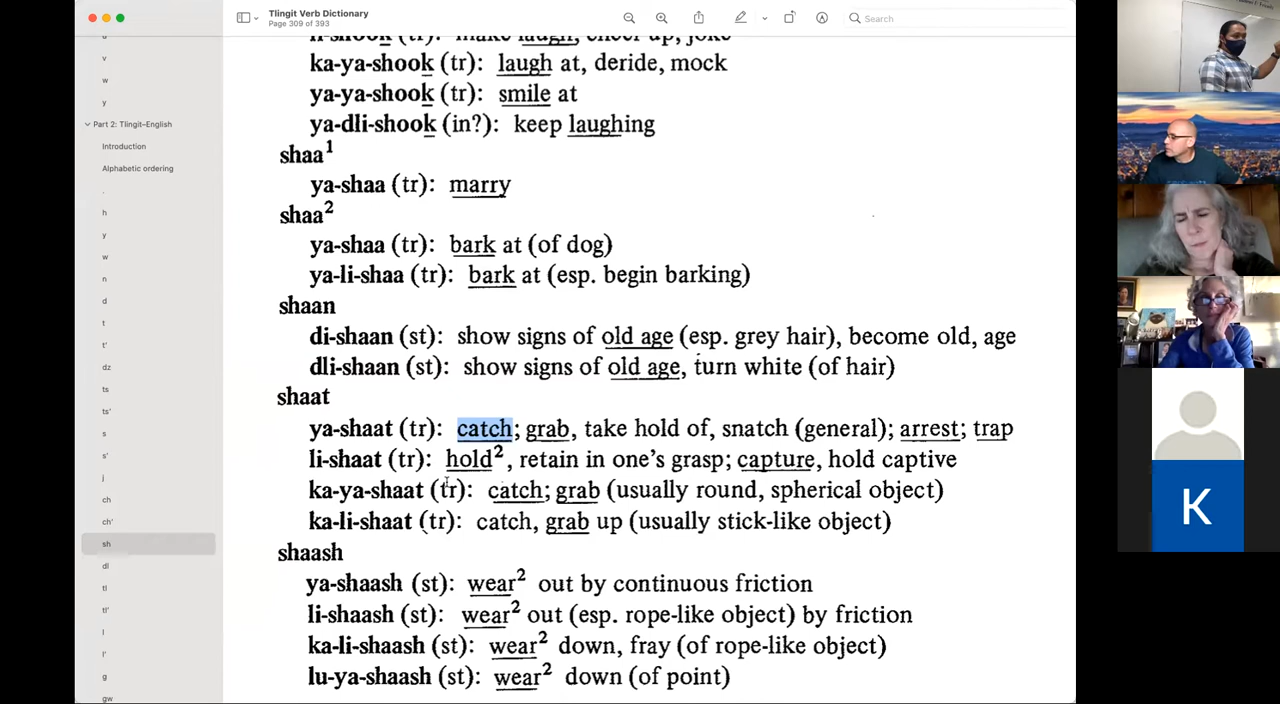 Tlingit Verb Dictionary
Page 309 of 393
Search
v
w
y
Part 2: Tlingit–English
Introduction
Alphabetic ordering
.
h
y
w
n
d
t
t'
dz
ts
ts'
s
s'
j
ch
ch'
sh
dl
tl
tl'
l
l'
g
gw
li-shook̲ (tr): make laugh, cheer up, joke
ka-ya-shook̲ (tr): laugh at, deride, mock
ya-ya-shook̲ (tr): smile at
ya-dli-shook̲ (in?): keep laughing
shaa¹
ya-shaa (tr): marry
shaa²
ya-shaa (tr): bark at (of dog)
ya-li-shaa (tr): bark at (esp. begin barking)
shaan
di-shaan (st): show signs of old age (esp. grey hair), become old, age
dli-shaan (st): show signs of old age, turn white (of hair)
shaat
ya-shaat (tr): catch; grab, take hold of, snatch (general); arrest; trap
li-shaat (tr): hold², retain in one's grasp; capture, hold captive
ka-ya-shaat (tr): catch; grab (usually round, spherical object)
ka-li-shaat (tr): catch, grab up (usually stick-like object)
shaash
ya-shaash (st): wear² out by continuous friction
li-shaash (st): wear² out (esp. rope-like object) by friction
ka-li-shaash (st): wear² down, fray (of rope-like object)
lu-ya-shaash (st): wear² down (of point)
K